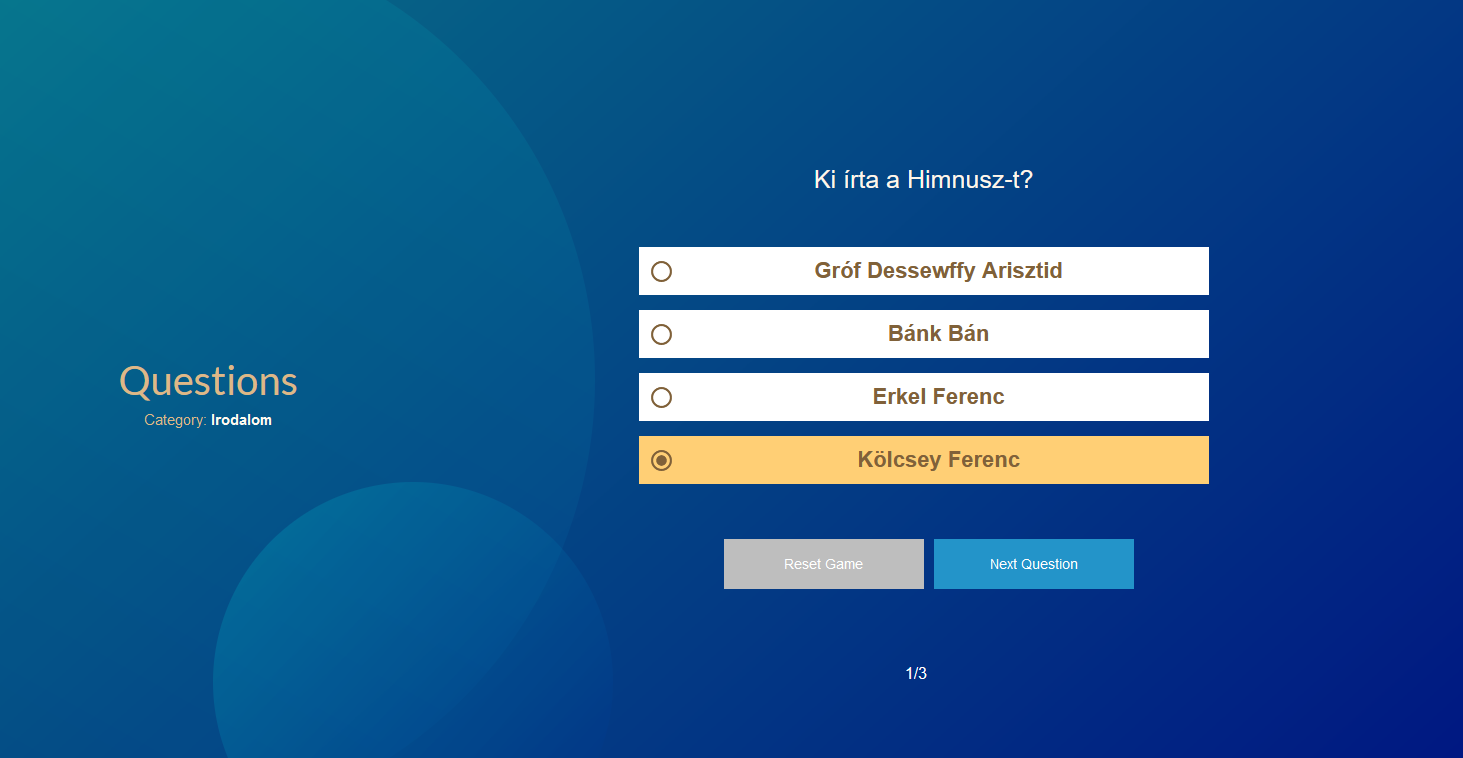 Questions
Category: Irodalom
Ki írta a Himnusz-t?
Gróf Dessewffy Arisztid
Bánk Bán
Erkel Ferenc
Kölcsey Ferenc
Reset Game
Next Question
1/3